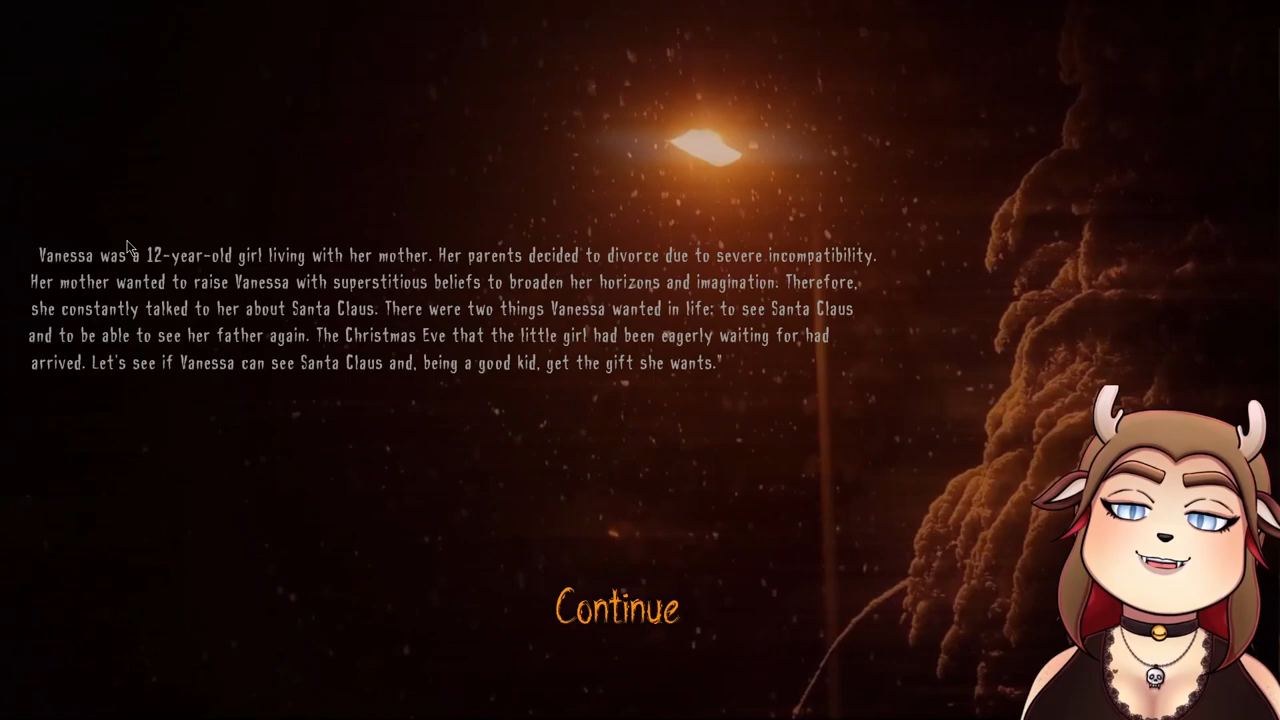 Vanessa was a 12-year-old girl living with her mother. Her parents decided to divorce due to severe incompatibility.
Her mother wanted to raise Vanessa with superstitious beliefs to broaden her horizons and imagination. Therefore,
she constantly talked to her about Santa Claus. There were two things Vanessa wanted in life: to see Santa Claus
and to be able to see her father again. The Christmas Eve that the little girl had been eagerly waiting for had
arrived. Let's see if Vanessa can see Santa Claus and, being a good kid, get the gift she wants."
Continue